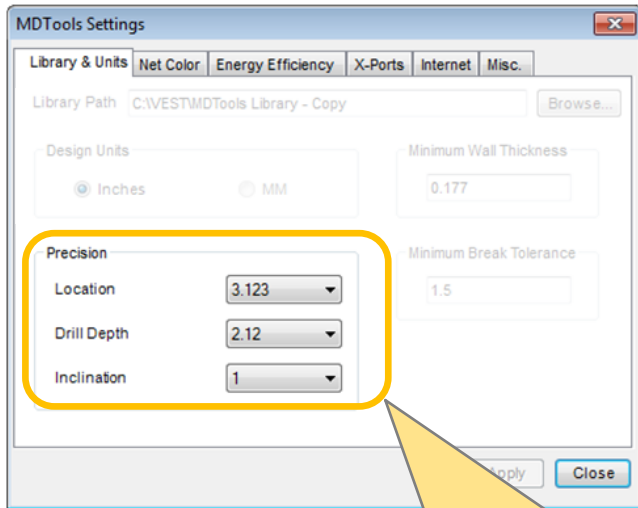 MDTools Settings
Library & Units Net Color Energy Efficiency X-Ports Internet Misc.
Library Path C:\VEST\MDTools Library - Copy Browse...
Design Units Minimum Wall Thickness
Inches MM 0.177
Precision Minimum Break Tolerance
Location 3.123 1.5
Drill Depth 2.12
Inclination 1
Apply Close